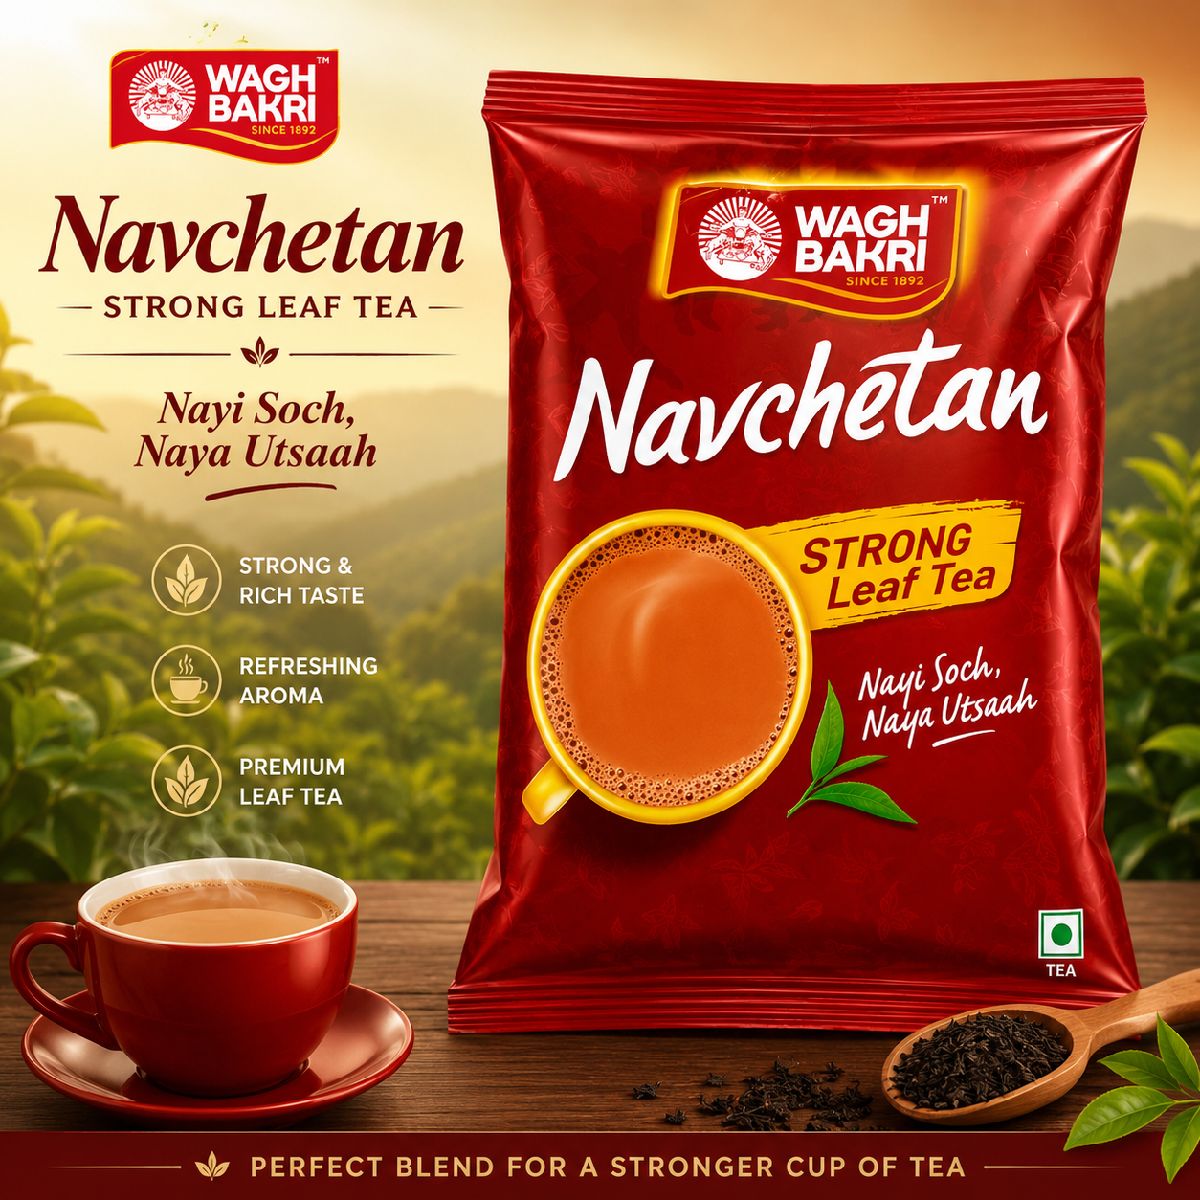 WAGH
BAKRI
TM
SINCE 1892
Navchetan
STRONG LEAF TEA
Nayi Soch,
Naya Utsaah
STRONG &
RICH TASTE
REFRESHING
AROMA
PREMIUM
LEAF TEA
WAGH
BAKRI
TM
SINCE 1892
Navchetan
STRONG
Leaf Tea
Nayi Soch,
Naya Utsaah
TEA
PERFECT BLEND FOR A STRONGER CUP OF TEA